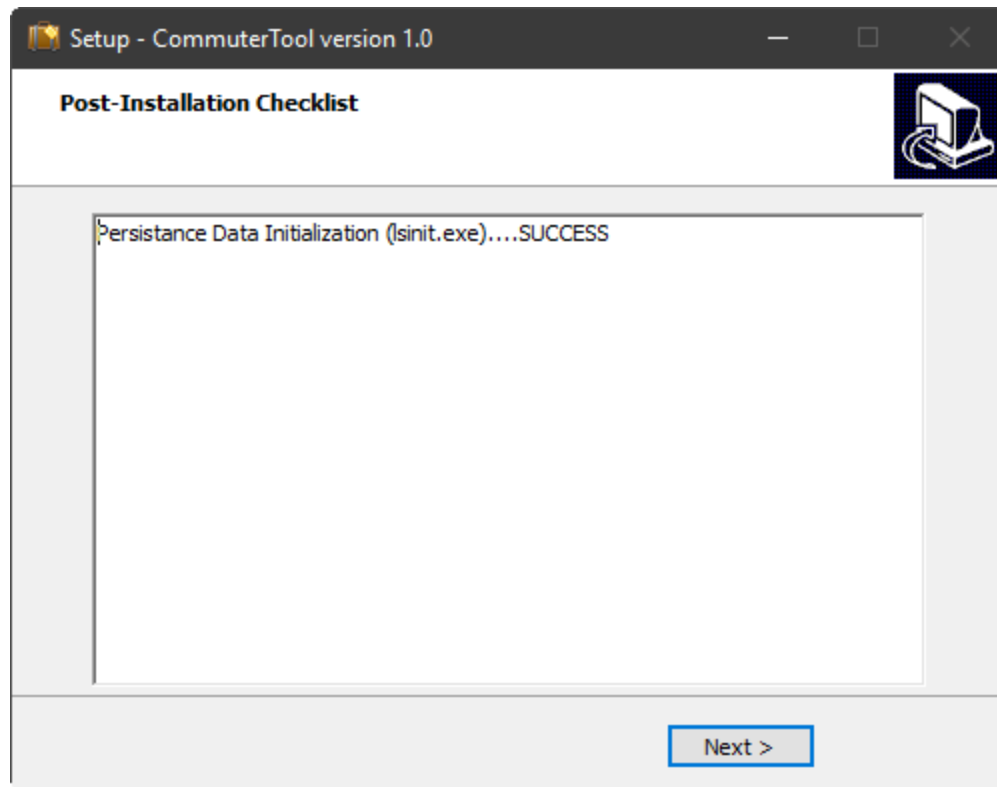 Setup - CommuterTool version 1.0
Post-Installation Checklist
Persistance Data Initialization (lsinit.exe)....SUCCESS
Next >